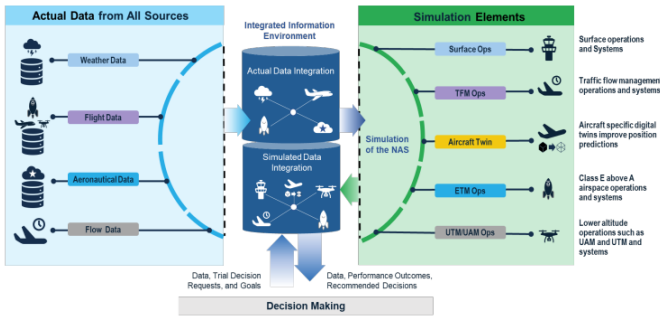 Actual Data from All Sources
Weather Data
Flight Data
Aeronautical Data
Flow Data
Integrated Information
Environment
Actual Data Integration
Simulated Data
Integration
Data, Trial Decision
Requests, and Goals
Data, Performance Outcomes,
Recommended Decisions
Decision Making
Simulation Elements
Simulation
of the NAS
Surface Ops
TFM Ops
Aircraft Twin
ETM Ops
UTM/UAM Ops
Surface operations
and Systems
Traffic flow managemen
operations and systems
Aircraft specific digital
twins improve position
predictions
Class E above A
airspace operations
and systems
Lower altitude
operations such as
UAM and UTM and
systems